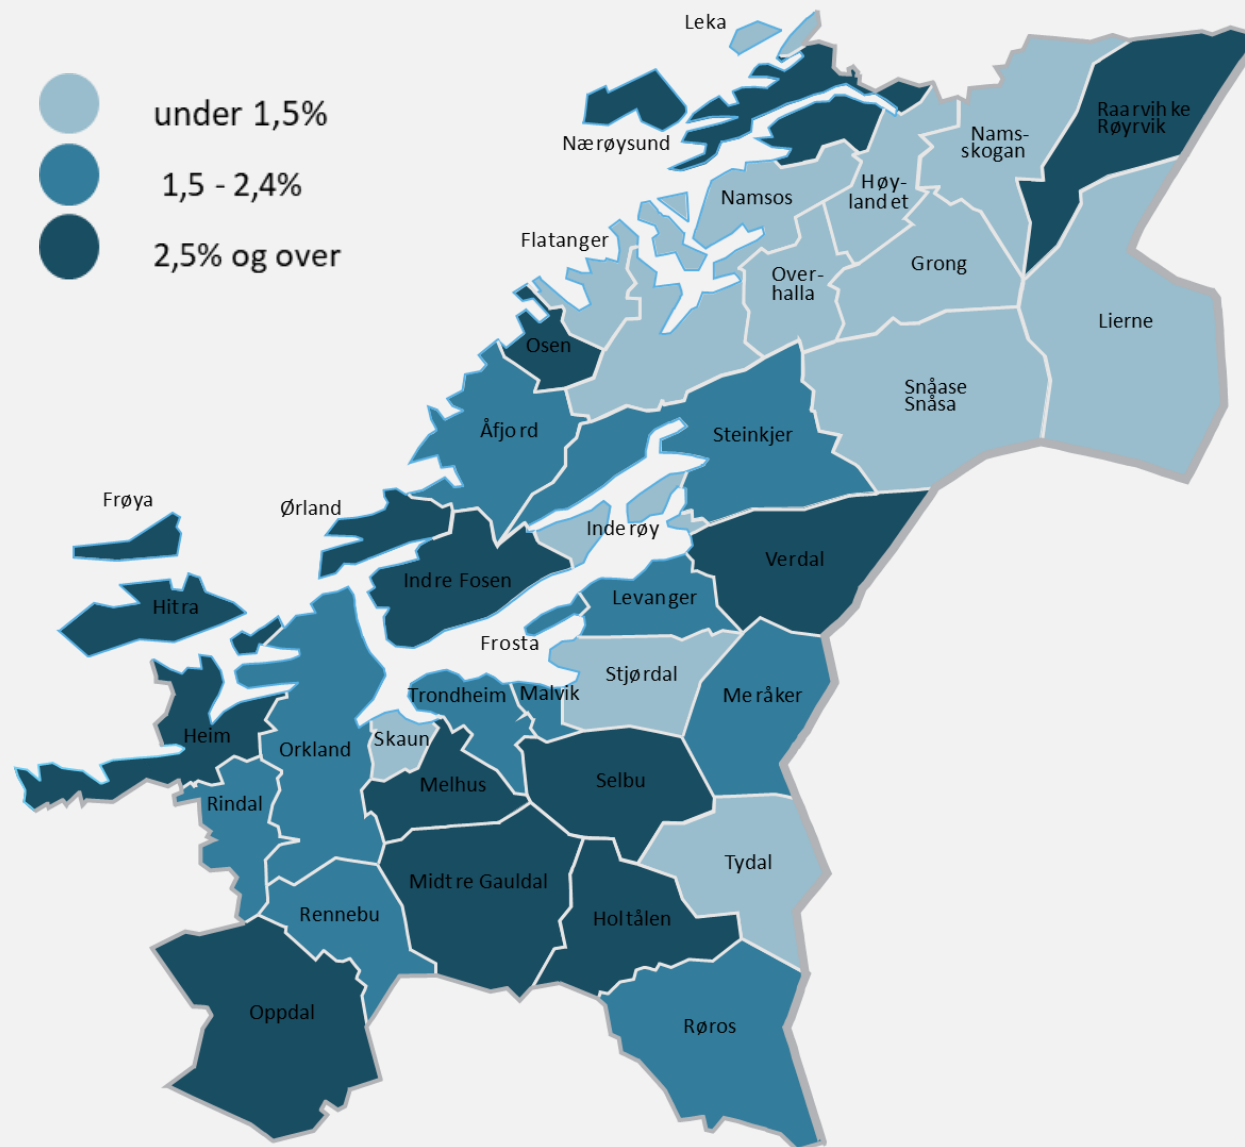 under 1,5%
1,5 - 2,4%
2,5% og over
Leka
Nærøysund
Raarvihke
Røyrvik
Nams-
skogan
Høy-
landet
Namsos
Flatanger
Grong
Over-
halla
Lierne
Osen
Snåase
Snåsa
Åfjord
Steinkjer
Frøya
Ørland
Inderøy
Verdal
Indre Fosen
Hitra
Levanger
Frosta
Stjørdal
Trondheim
Malvik
Meråker
Heim
Orkland
Skaun
Melhus
Selbu
Rindal
Tydal
Midtre Gauldal
Rennebu
Holtålen
Oppdal
Røros